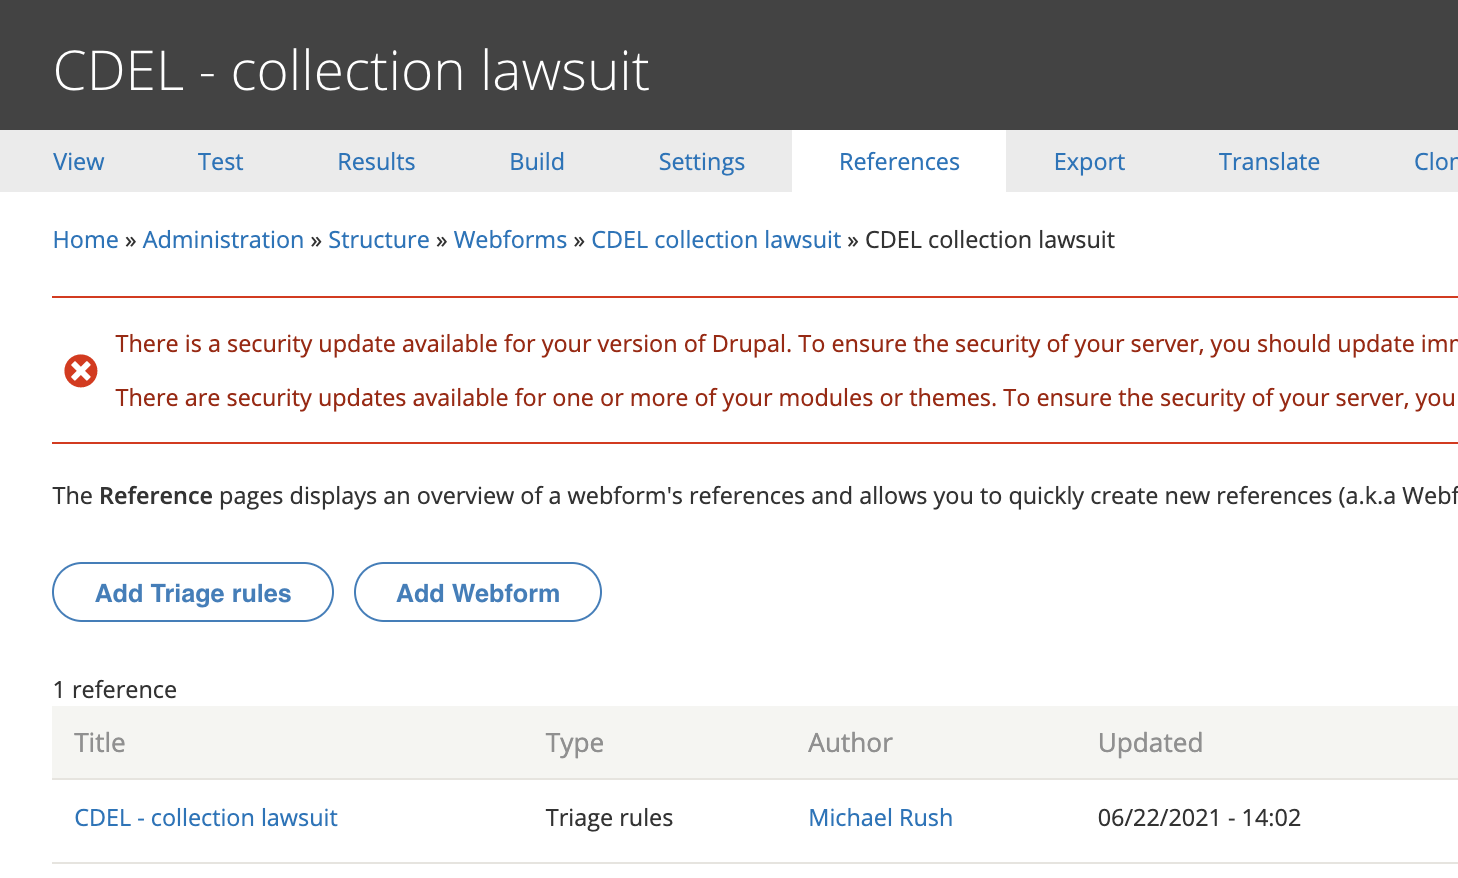 CDEL - collection lawsuit
View Test Results Build Settings References Export Translate
Home » Administration » Structure » Webforms » CDEL collection lawsuit » CDEL collection lawsuit
There is a security update available for your version of Drupal. To ensure the security of your server, you should update
There are security updates available for one or more of your modules or themes. To ensure the security of your server, you
The Reference pages displays an overview of a webform's references and allows you to quickly create new references (a.k.a
Add Triage rules Add Webform
1 reference
Title Type Author Updated
CDEL - collection lawsuit Triage rules Michael Rush 06/22/2021 - 14:02